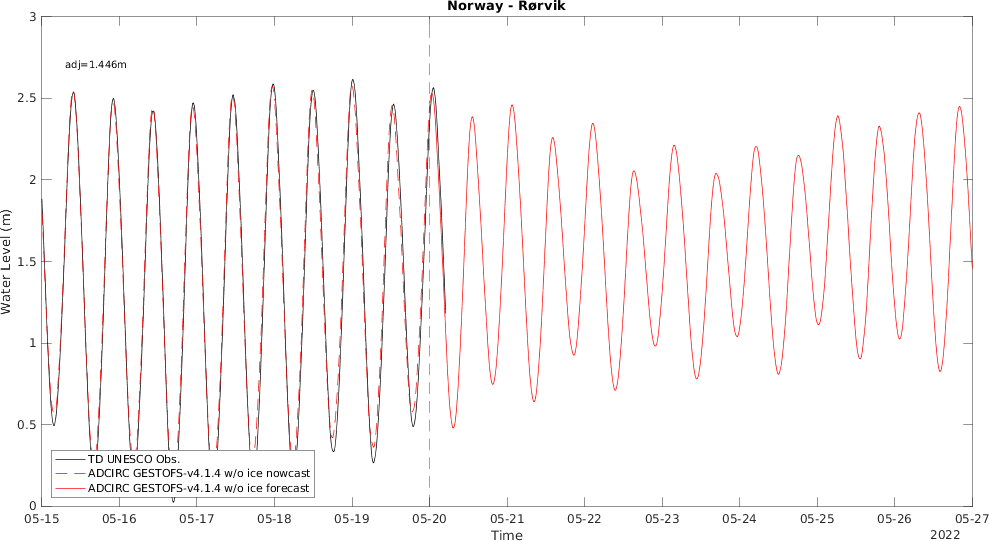 Norway - Rørvik
adj=1.446m
Water Level (m)
3
2.5
2
1.5
1
0.5
0
TD UNESCO Obs.
ADCIRC GESTOFS-v4.1.4 w/o ice nowcast
ADCIRC GESTOFS-v4.1.4 w/o ice forecast
05-15 05-16 05-17 05-18 05-19 05-20 05-21 05-22 05-23 05-24 05-25 05-26 05-27
Time
2022